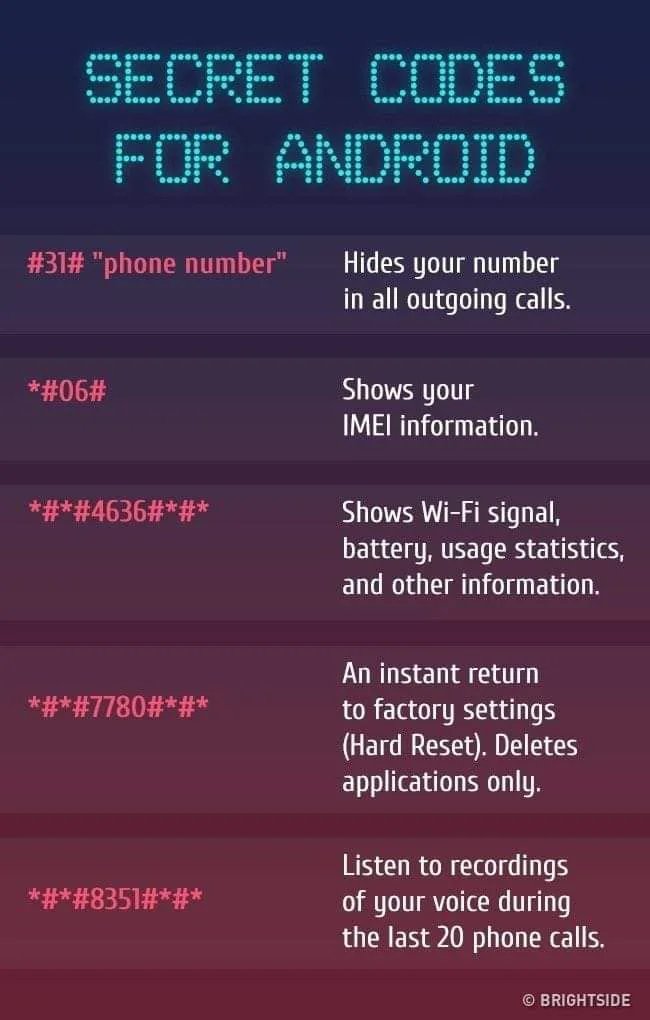 SECRET CODES
FOR ANDROID
#31# "phone number"
Hides your number
in all outgoing calls.
*#06#
Shows your
IMEI information.
*#*#4636#*#*
Shows Wi-Fi signal,
battery, usage statistics,
and other information.
*#*#7780#*#*
An instant return
to factory settings
(Hard Reset). Deletes
applications only.
*#*#8351#*#*
Listen to recordings
of your voice during
the last 20 phone calls.
© BRIGHTSIDE